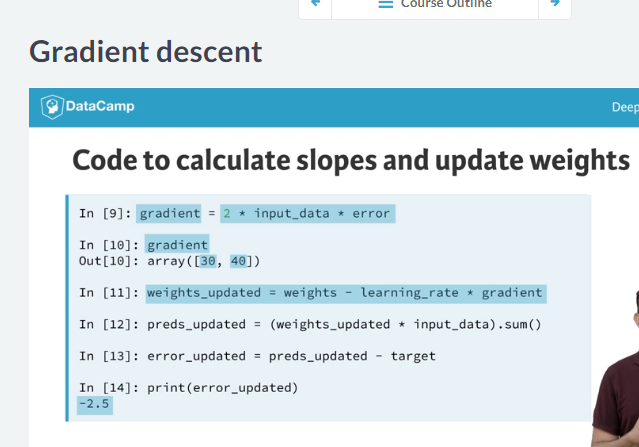 Course Outline
Gradient descent
DataCamp
Deep
Code to calculate slopes and update weights
In [9]: gradient = 2 * input_data * error
In [10]: gradient
Out[10]: array([30, 40])
In [11]: weights_updated = weights - learning_rate * gradient
In [12]: preds_updated = (weights_updated * input_data).sum()
In [13]: error_updated = preds_updated - target
In [14]: print(error_updated)
-2.5